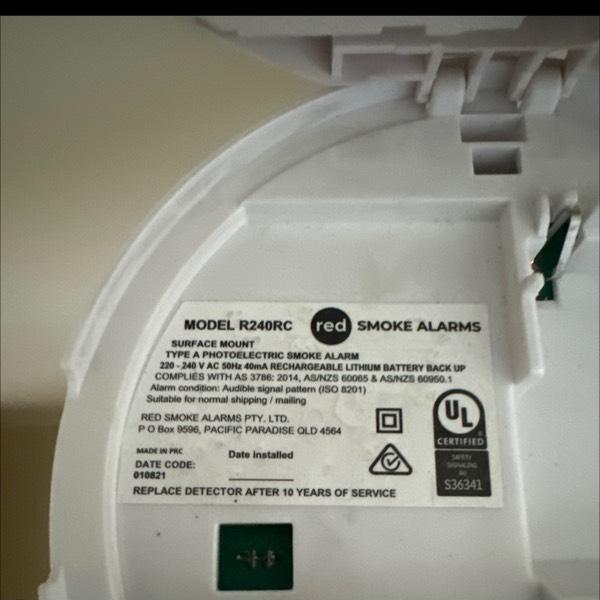 MODEL R240RC red SMOKE ALARMS
SURFACE MOUNT
TYPE A PHOTOELECTRIC SMOKE ALARM
220 - 240 V AC 50Hz 40mA RECHARGEABLE LITHIUM BATTERY BACK UP
COMPLIES WITH AS 3786: 2014, AS/NZS 60065 & AS/NZS 60950.1
Alarm condition: Audible signal pattern (ISO 8201)
Suitable for normal shipping / mailing
RED SMOKE ALARMS PTY. LTD.
P O Box 9596, PACIFIC PARADISE QLD 4564
UL ®
CERTIFIED
SAFETY
SIGNALING
AU
S36341
MADE IN PRC
DATE CODE:
010821
Date installed
REPLACE DETECTOR AFTER 10 YEARS OF SERVICE